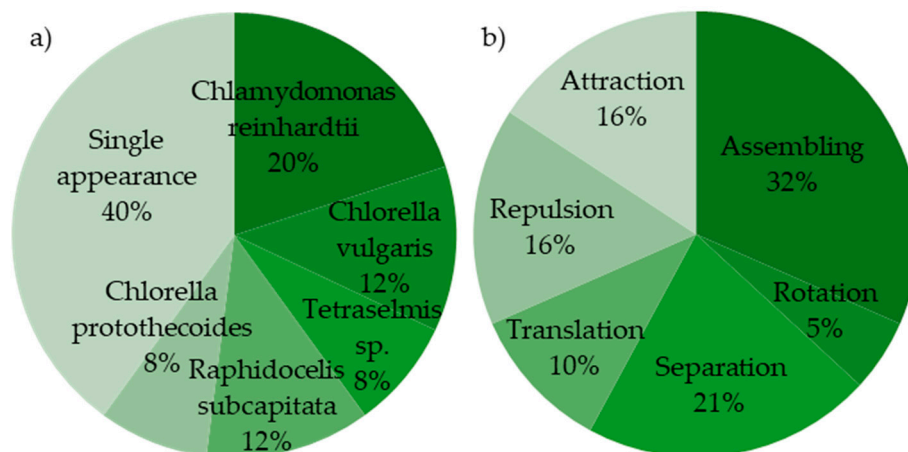 a)
Chlamydomonas
reinhardtii
20%
Chlorella
vulgaris
12%
Tetraselmis
sp.
8%
Raphidocelis
subcapitata
12%
Chlorella
protothecoides
8%
Single
appearance
40%
b)
Assembling
32%
Rotation
5%
Separation
21%
Translation
10%
Repulsion
16%
Attraction
16%